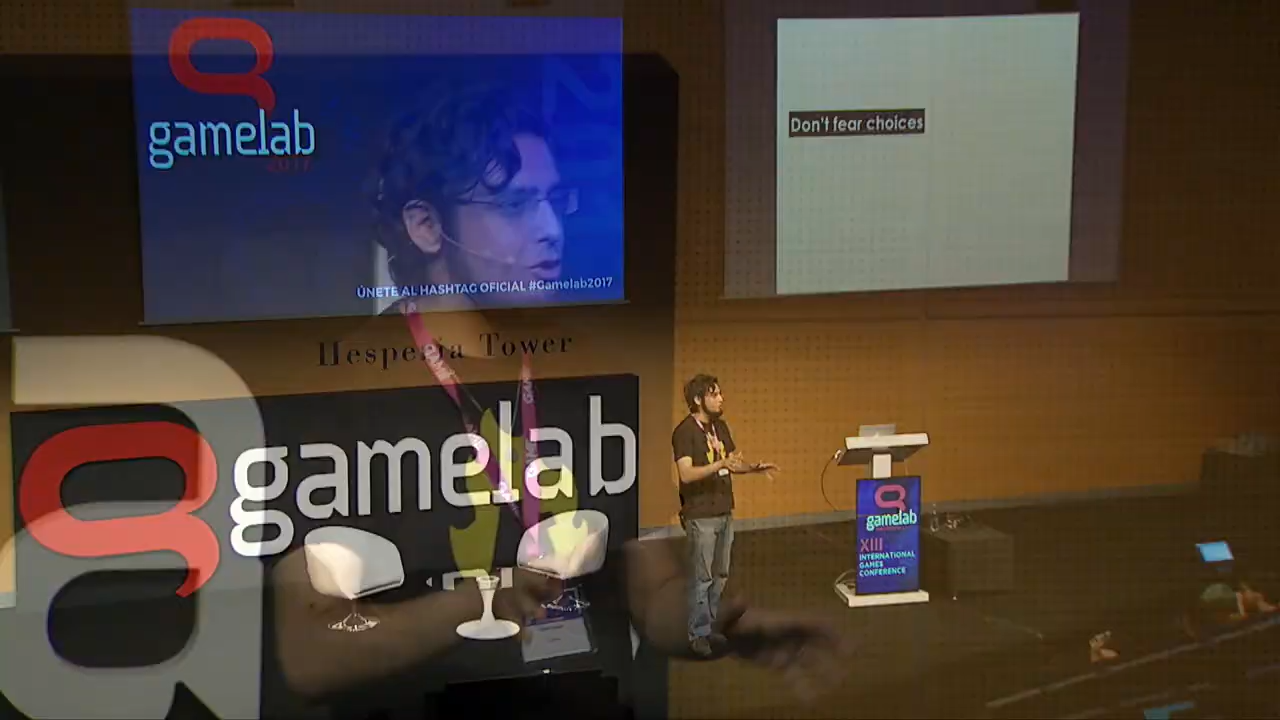 gamelab
2017
Don't fear choices
ÚNETE AL HASHTAG OFICIAL #Gamelab2017
Hesperia Tower
gamelab
gamelab
XIII
INTERNATIONAL
GAMES
CONFERENCE